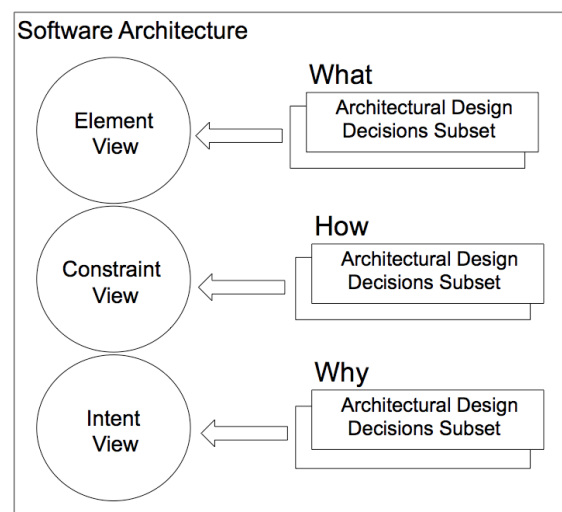 Software Architecture
Element
View
What
Architectural Design
Decisions Subset
Constraint
View
How
Architectural Design
Decisions Subset
Intent
View
Why
Architectural Design
Decisions Subset